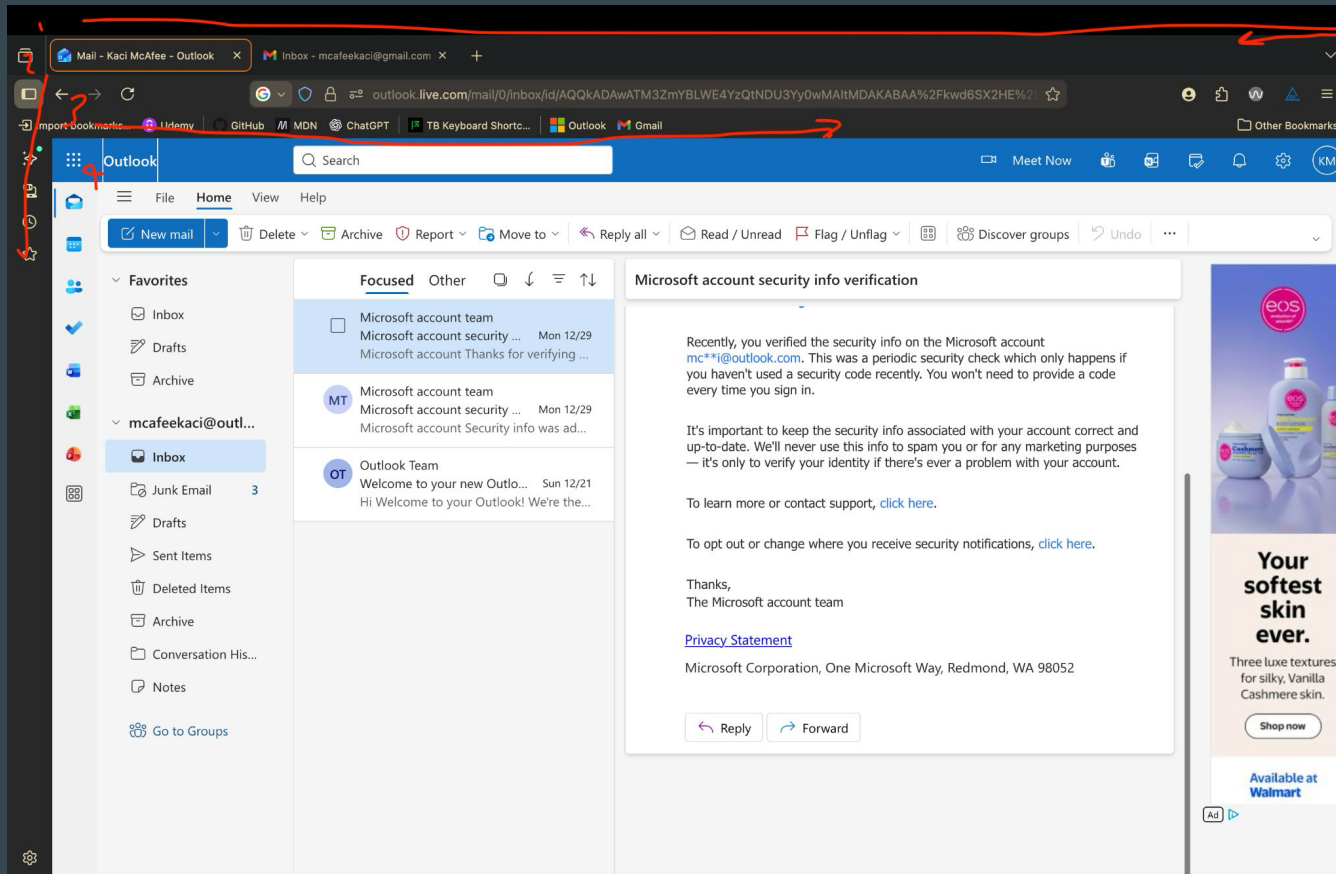 Mail - Kaci McAfee - Outlook
Inbox - mcafeekaci@gmail.com
outlook.live.com/mail/0/inbox/id/AQQkADAwATM3ZmYBLWE4YzQtNDU3Yy0wMAItMDAKABAA%2Fkwd6SX2HE%2
Import bookmarks... Udemy GitHub MDN ChatGPT TB Keyboard Shortc... Outlook Gmail Other Bookmarks
Outlook Search Meet Now KM
File Home View Help
New mail Delete Archive Report Move to Reply all Read / Unread Flag / Unflag Discover groups Undo
Favorites
Inbox
Drafts
Archive
mcafeekaci@outl...
Inbox
Junk Email 3
Drafts
Sent Items
Deleted Items
Archive
Conversation His...
Notes
Go to Groups
Focused Other
Microsoft account team
Microsoft account security ... Mon 12/29
Microsoft account Thanks for verifying ...
MT
Microsoft account team
Microsoft account security ... Mon 12/29
Microsoft account Security info was ad...
OT
Outlook Team
Welcome to your new Outlo... Sun 12/21
Hi Welcome to your Outlook! We're the...
Microsoft account security info verification
Recently, you verified the security info on the Microsoft account
mc**i@outlook.com. This was a periodic security check which only happens if
you haven't used a security code recently. You won't need to provide a code
every time you sign in.
It's important to keep the security info associated with your account correct and
up-to-date. We'll never use this info to spam you or for any marketing purposes
— it's only to verify your identity if there's ever a problem with your account.
To learn more or contact support, click here.
To opt out or change where you receive security notifications, click here.
Thanks,
The Microsoft account team
Privacy Statement
Microsoft Corporation, One Microsoft Way, Redmond, WA 98052
Reply Forward
eos
Your
softest
skin
ever.
Three luxe textures
for silky, Vanilla
Cashmere skin.
Shop now
Available at
Walmart
Ad